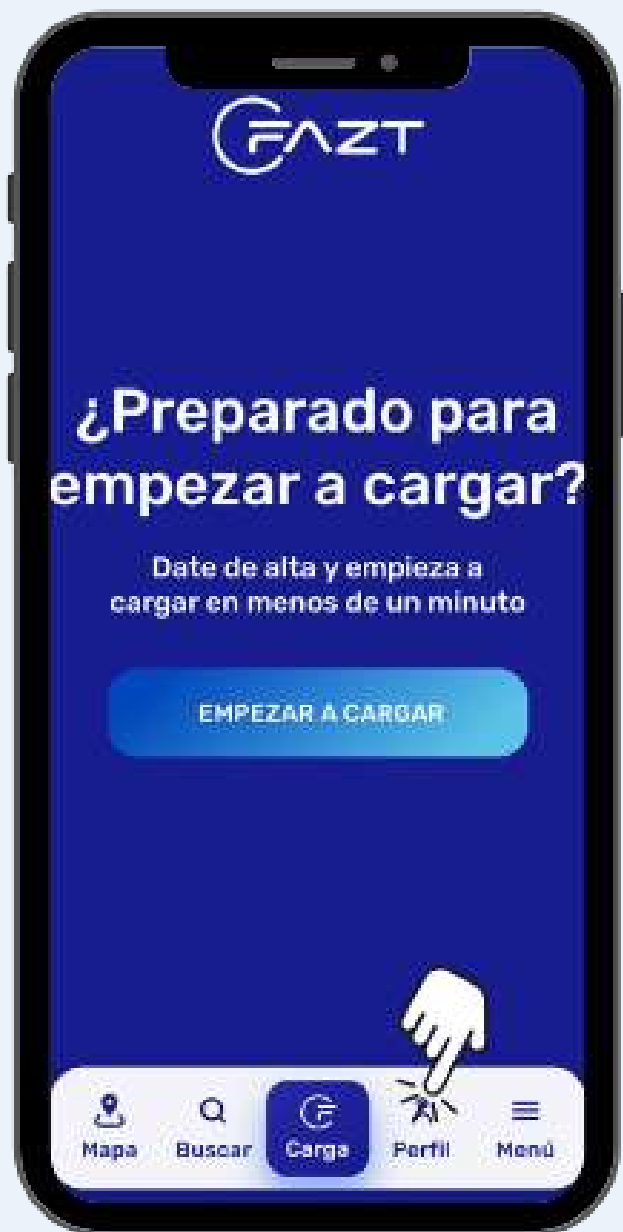 FAZT
¿Preparado para
empezar a cargar?
Date de alta y empieza a
cargar en menos de un minuto
EMPEZAR A CARGAR
Mapa
Buscar
Carga
Perfil
Menú